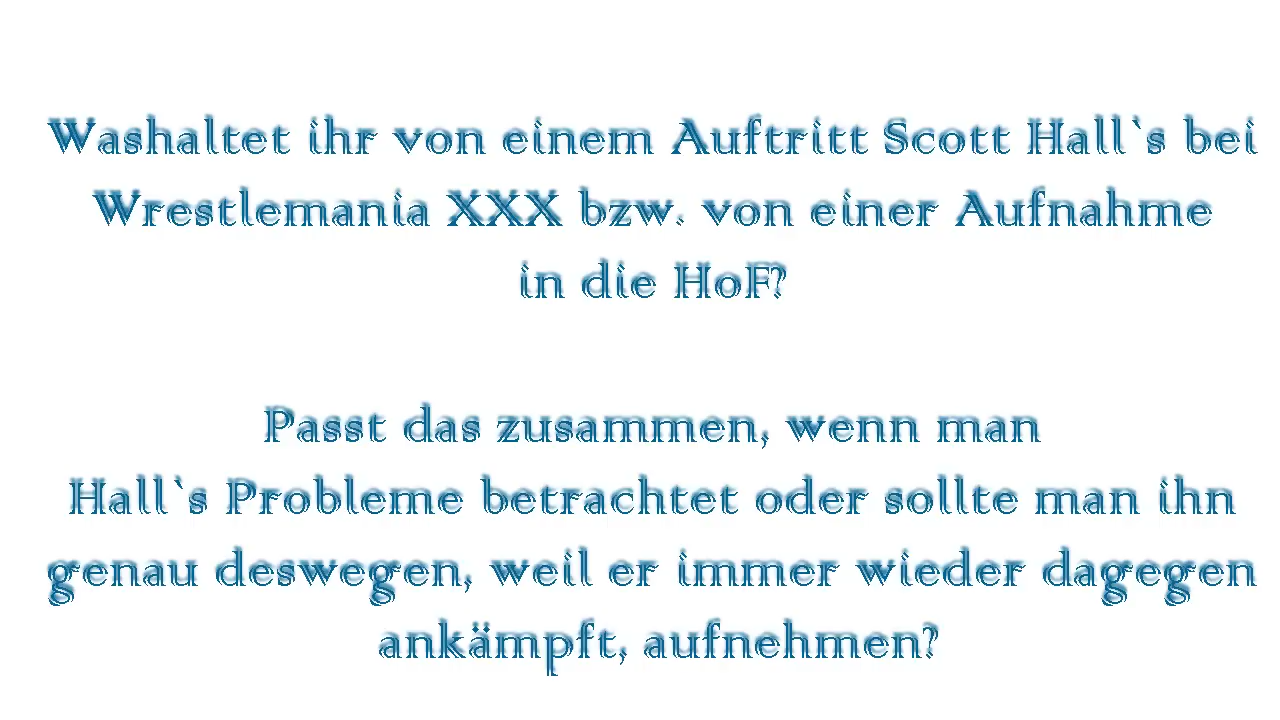 Washaltet ihr von einem Auftritt Scott Hall`s bei
Wrestlemania XXX bzw. von einer Aufnahme
in die HoF?
Passt das zusammen, wenn man
Hall`s Probleme betrachtet oder sollte man ihn
genau deswegen, weil er immer wieder dagegen
ankämpft, aufnehmen?